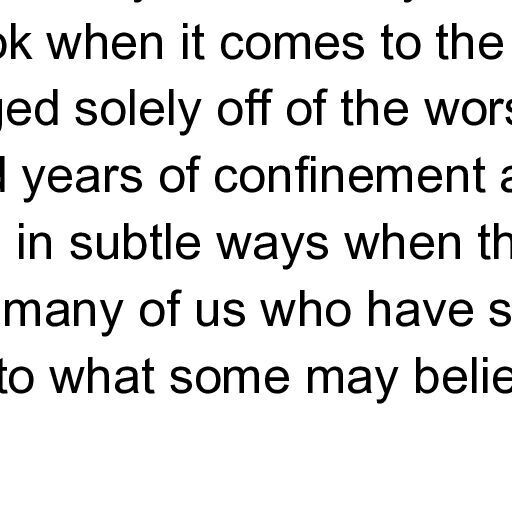 ok when it comes to the
ged solely off of the wors
d years of confinement a
in subtle ways when th
many of us who have s
to what some may belie